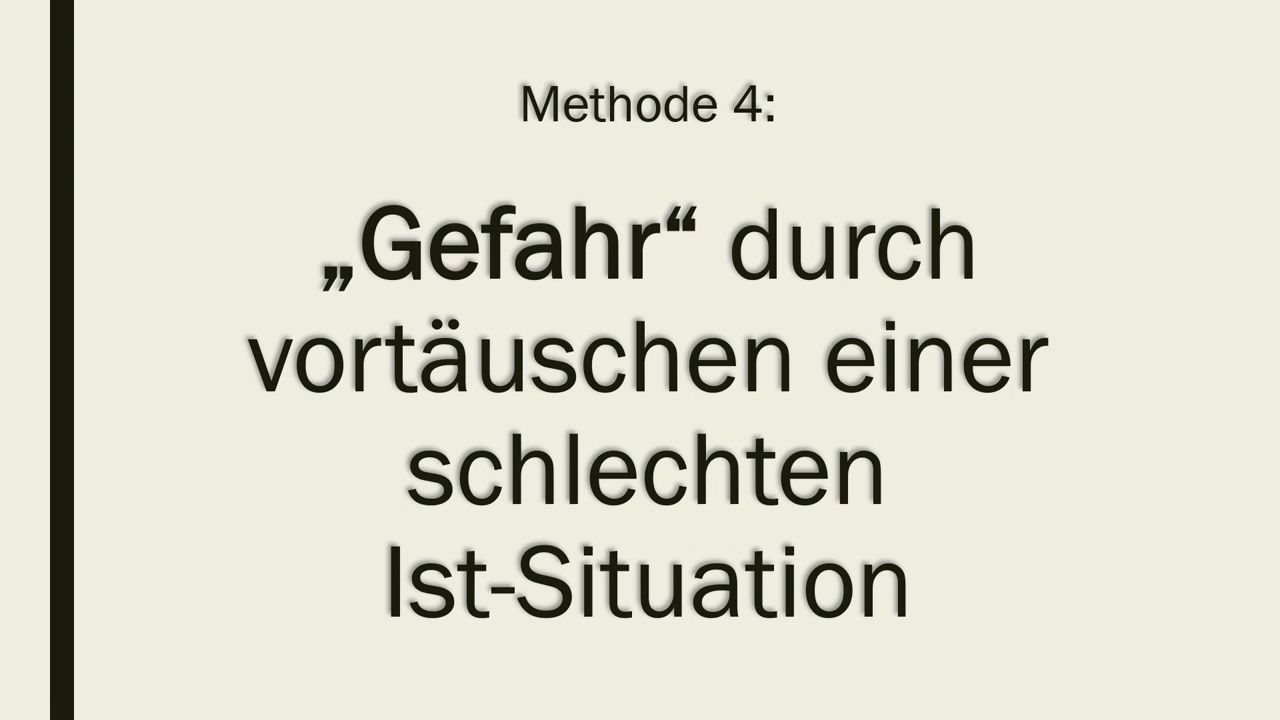 Methode 4:
„Gefahr“ durch
vortäuschen einer
schlechten
Ist-Situation